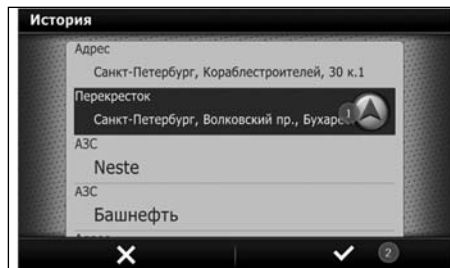 История
Адрес
Санкт-Петербург, Кораблестроителей, 30 к.1
Перекресток
Санкт-Петербург, Волковский пр., Бухаре
1
АЗС
Neste
АЗС
Башнефть
2